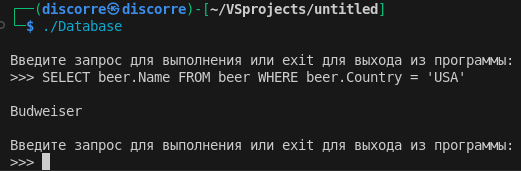 ┌──(discorre㉿discorre)-[~/VSprojects/untitled]
└─$ ./Database
Введите запрос для выполнения или exit для выхода из программы:
>>> SELECT beer.Name FROM beer WHERE beer.Country = 'USA'
Budweiser
Введите запрос для выполнения или exit для выхода из программы:
>>>